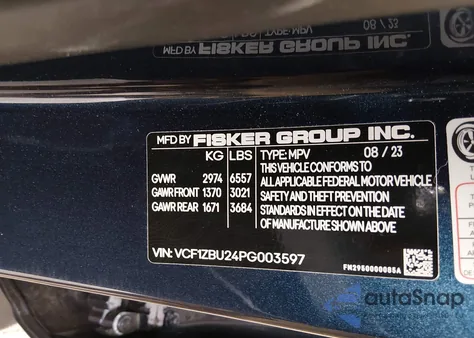 MFD BY FISKER GROUP INC.
KG LBS TYPE: MPV 08 / 23
GVWR 2974 6557 THIS VEHICLE CONFORMS TO
GAWR FRONT 1370 3021 ALL APPLICABLE FEDERAL MOTOR VEHICLE
GAWR REAR 1671 3684 SAFETY AND THEFT PREVENTION
STANDARDS IN EFFECT ON THE DATE
OF MANUFACTURE SHOWN ABOVE
VIN: VCF1ZBU24PG003597
FM29S0000085A
autoSnap